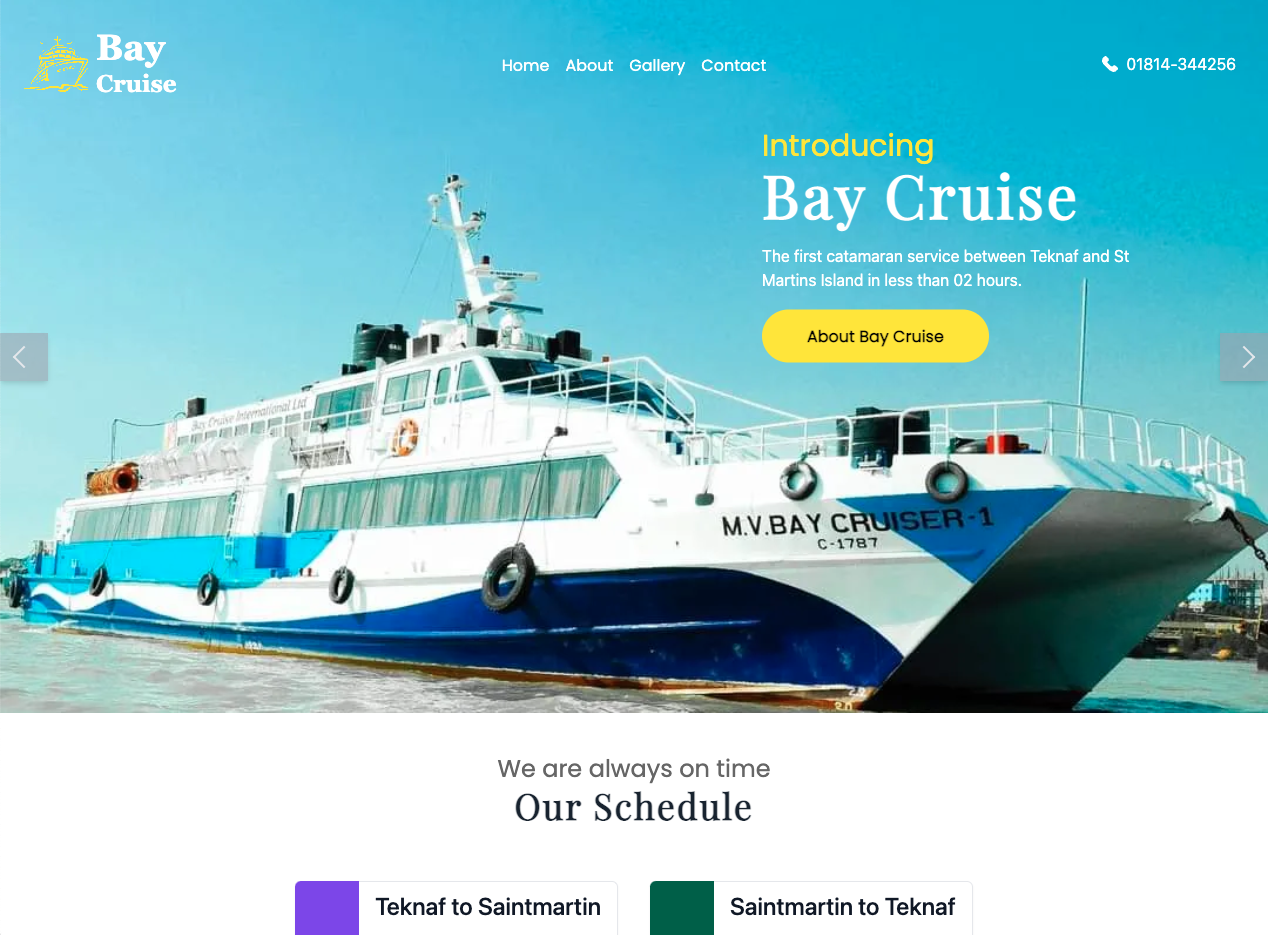 Bay
Cruise
Home About Gallery Contact
01814-344256
Introducing
Bay Cruise
The first catamaran service between Teknaf and St
Martins Island in less than 02 hours.
About Bay Cruise
Bay Cruise International Ltd
M.V.BAY CRUISER-1
C-1787
We are always on time
Our Schedule
Teknaf to Saintmartin
Saintmartin to Teknaf